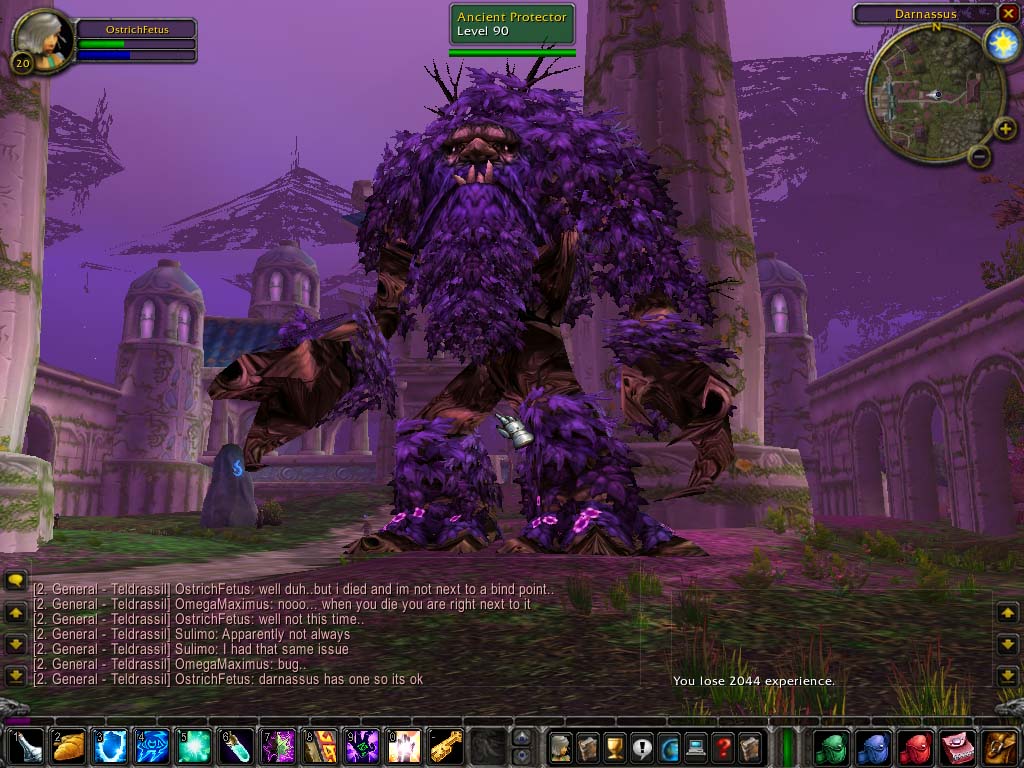 OstrichFetus
20
Ancient Protector
Level 90
Darnassus
N
[2. General - Teldrassil] OstrichFetus: well duh..but i died and im not next to a bind point..
[2. General - Teldrassil] OmegaMaximus: nooo... when you die you are right next to it
[2. General - Teldrassil] OstrichFetus: well not this time..
[2. General - Teldrassil] Sulimo: Apparently not always
[2. General - Teldrassil] Sulimo: I had that same issue
[2. General - Teldrassil] OmegaMaximus: bug..
[2. General - Teldrassil] OstrichFetus: darnassus has one so its ok
You lose 2044 experience.
1 2 3 4 5 6 7 8 9 0